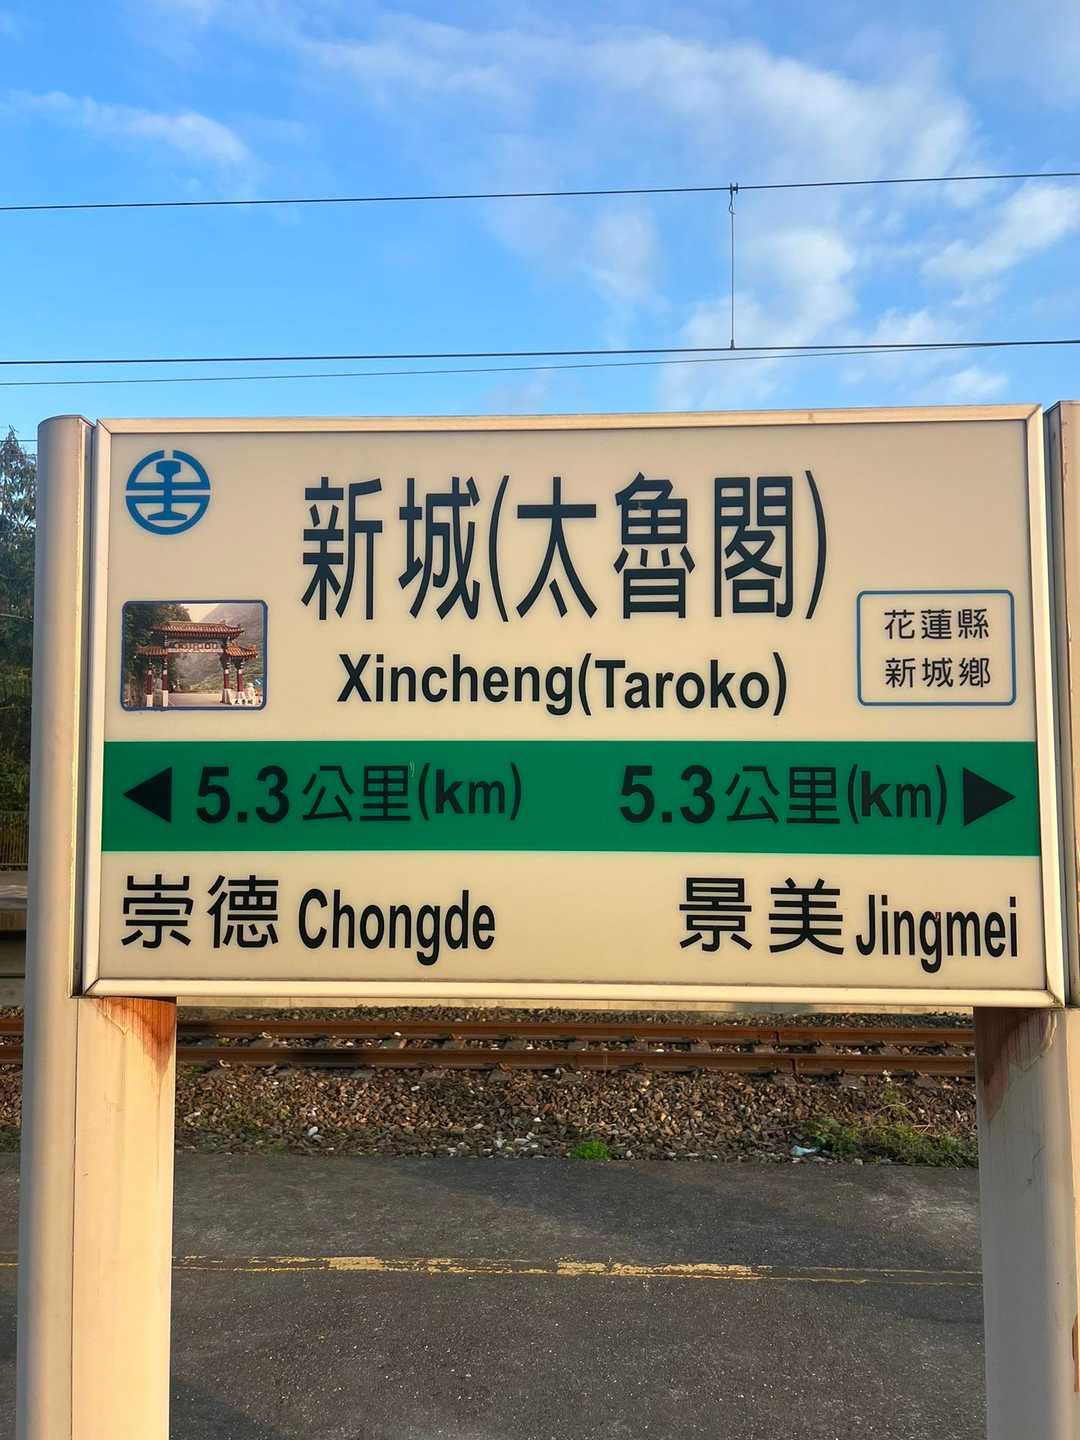 新城(太魯閣)
Xincheng(Taroko)
花蓮縣
新城鄉
5.3公里(km)
5.3公里(km)
崇德 Chongde
景美 Jingmei